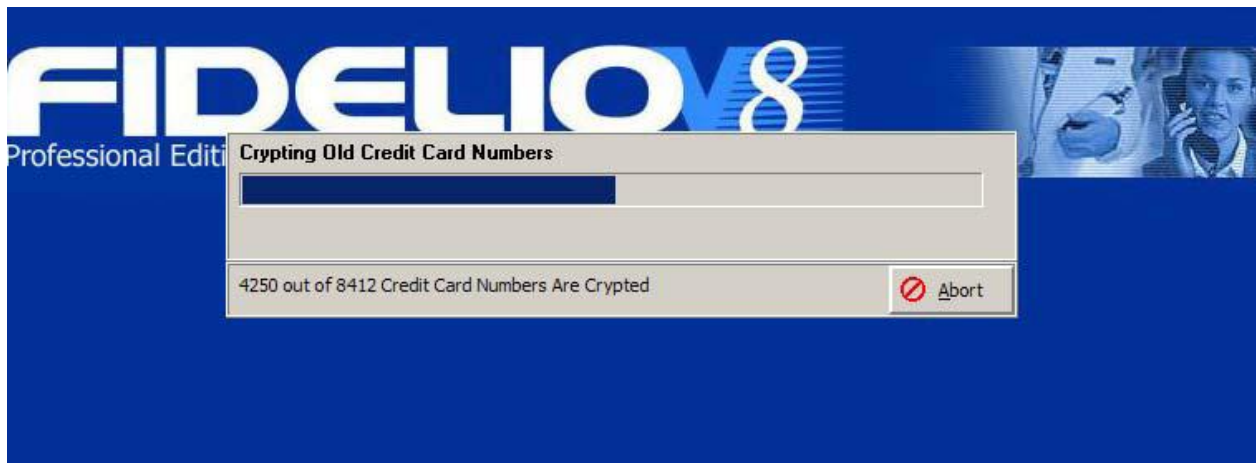 FIDELIO V8
Professional Editi
Crypting Old Credit Card Numbers
4250 out of 8412 Credit Card Numbers Are Crypted
Abort